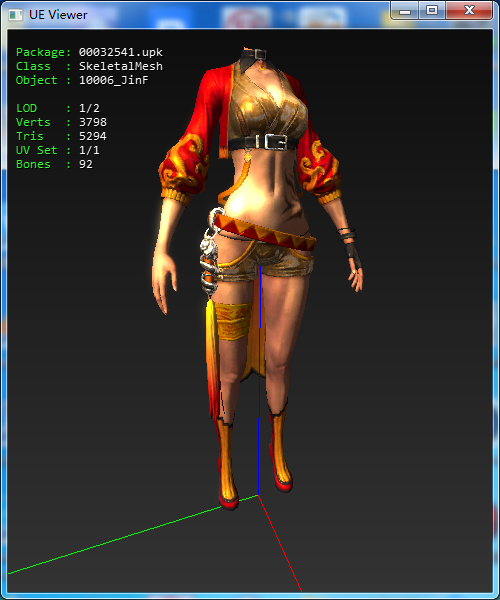 UE Viewer
Package: 00032541.upk
Class : SkeletalMesh
Object : 10006_JinF
LOD : 1/2
Verts : 3798
Tris : 5294
UV Set : 1/1
Bones : 92